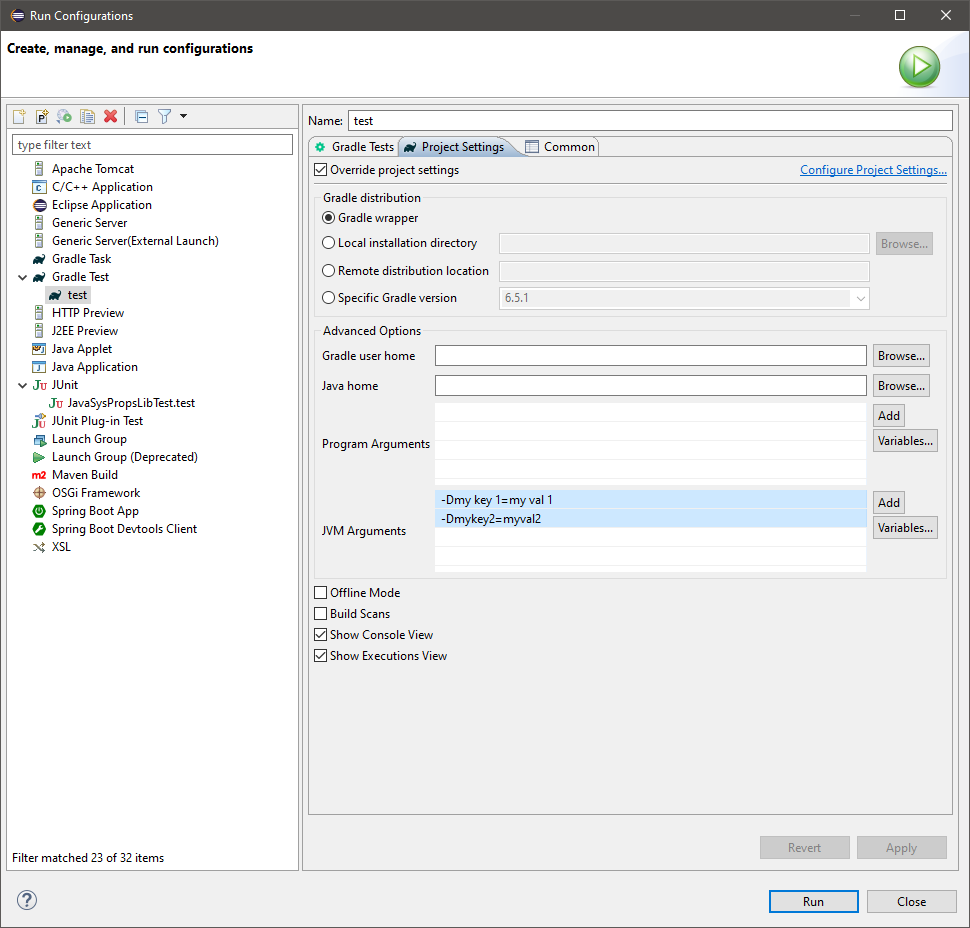 Run Configurations
Create, manage, and run configurations
type filter text
Apache Tomcat
C/C++ Application
Eclipse Application
Generic Server
Generic Server(External Launch)
Gradle Task
Gradle Test
test
HTTP Preview
J2EE Preview
Java Applet
Java Application
Ju JUnit
Ju JavaSysPropsLibTest.test
JUnit Plug-in Test
Launch Group
Launch Group (Deprecated)
m2 Maven Build
OSGi Framework
Spring Boot App
Spring Boot Devtools Client
XSL
Filter matched 23 of 32 items
Name: test
Gradle Tests Project Settings Common
Override project settings Configure Project Settings...
Gradle distribution
Gradle wrapper
Local installation directory Browse...
Remote distribution location
Specific Gradle version 6.5.1
Advanced Options
Gradle user home Browse...
Java home Browse...
Program Arguments Add
Variables...
JVM Arguments
-Dmy key 1=my val 1
-Dmykey2=myval2
Add
Variables...
Offline Mode
Build Scans
Show Console View
Show Executions View
Revert Apply
? Run Close